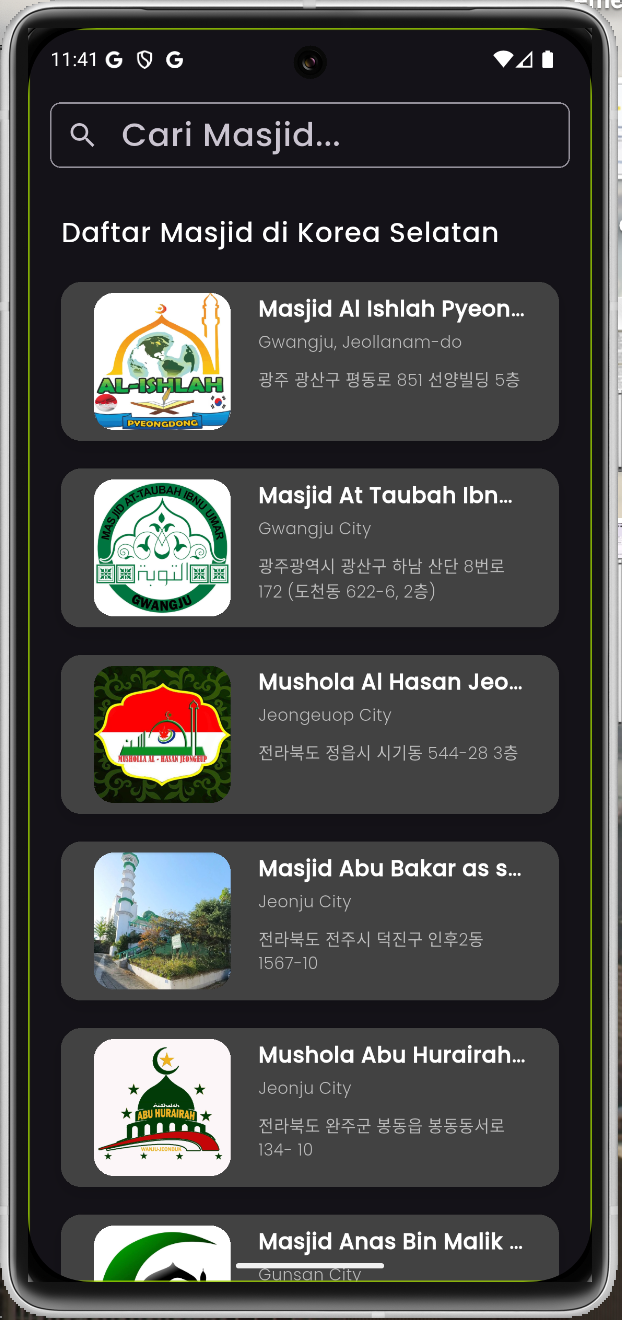 11:41
Cari Masjid...
Daftar Masjid di Korea Selatan
AL-ISHLAH
PYEONGDONG
Masjid Al Ishlah Pyeon...
Gwangju, Jeollanam-do
광주 광산구 평동로 851 선양빌딩 5층
MASJID AT-TAUBAH IBNU UMAR
التوبة
GWANGJU
Masjid At Taubah Ibn...
Gwangju City
광주광역시 광산구 하남 산단 8번로
172 (도천동 622-6, 2층)
MUSHOLLA AL - HASAN JEONGEUP
Mushola Al Hasan Jeo...
Jeongeuop City
전라북도 정읍시 시기동 544-28 3층
Masjid Abu Bakar as s...
Jeonju City
전라북도 전주시 덕진구 인후2동
1567-10
ABU HURAIRAH
Mushola Abu Hurairah...
Jeonju City
전라북도 완주군 봉동읍 봉동동서로
134- 10
Masjid Anas Bin Malik ...
Gunsan City